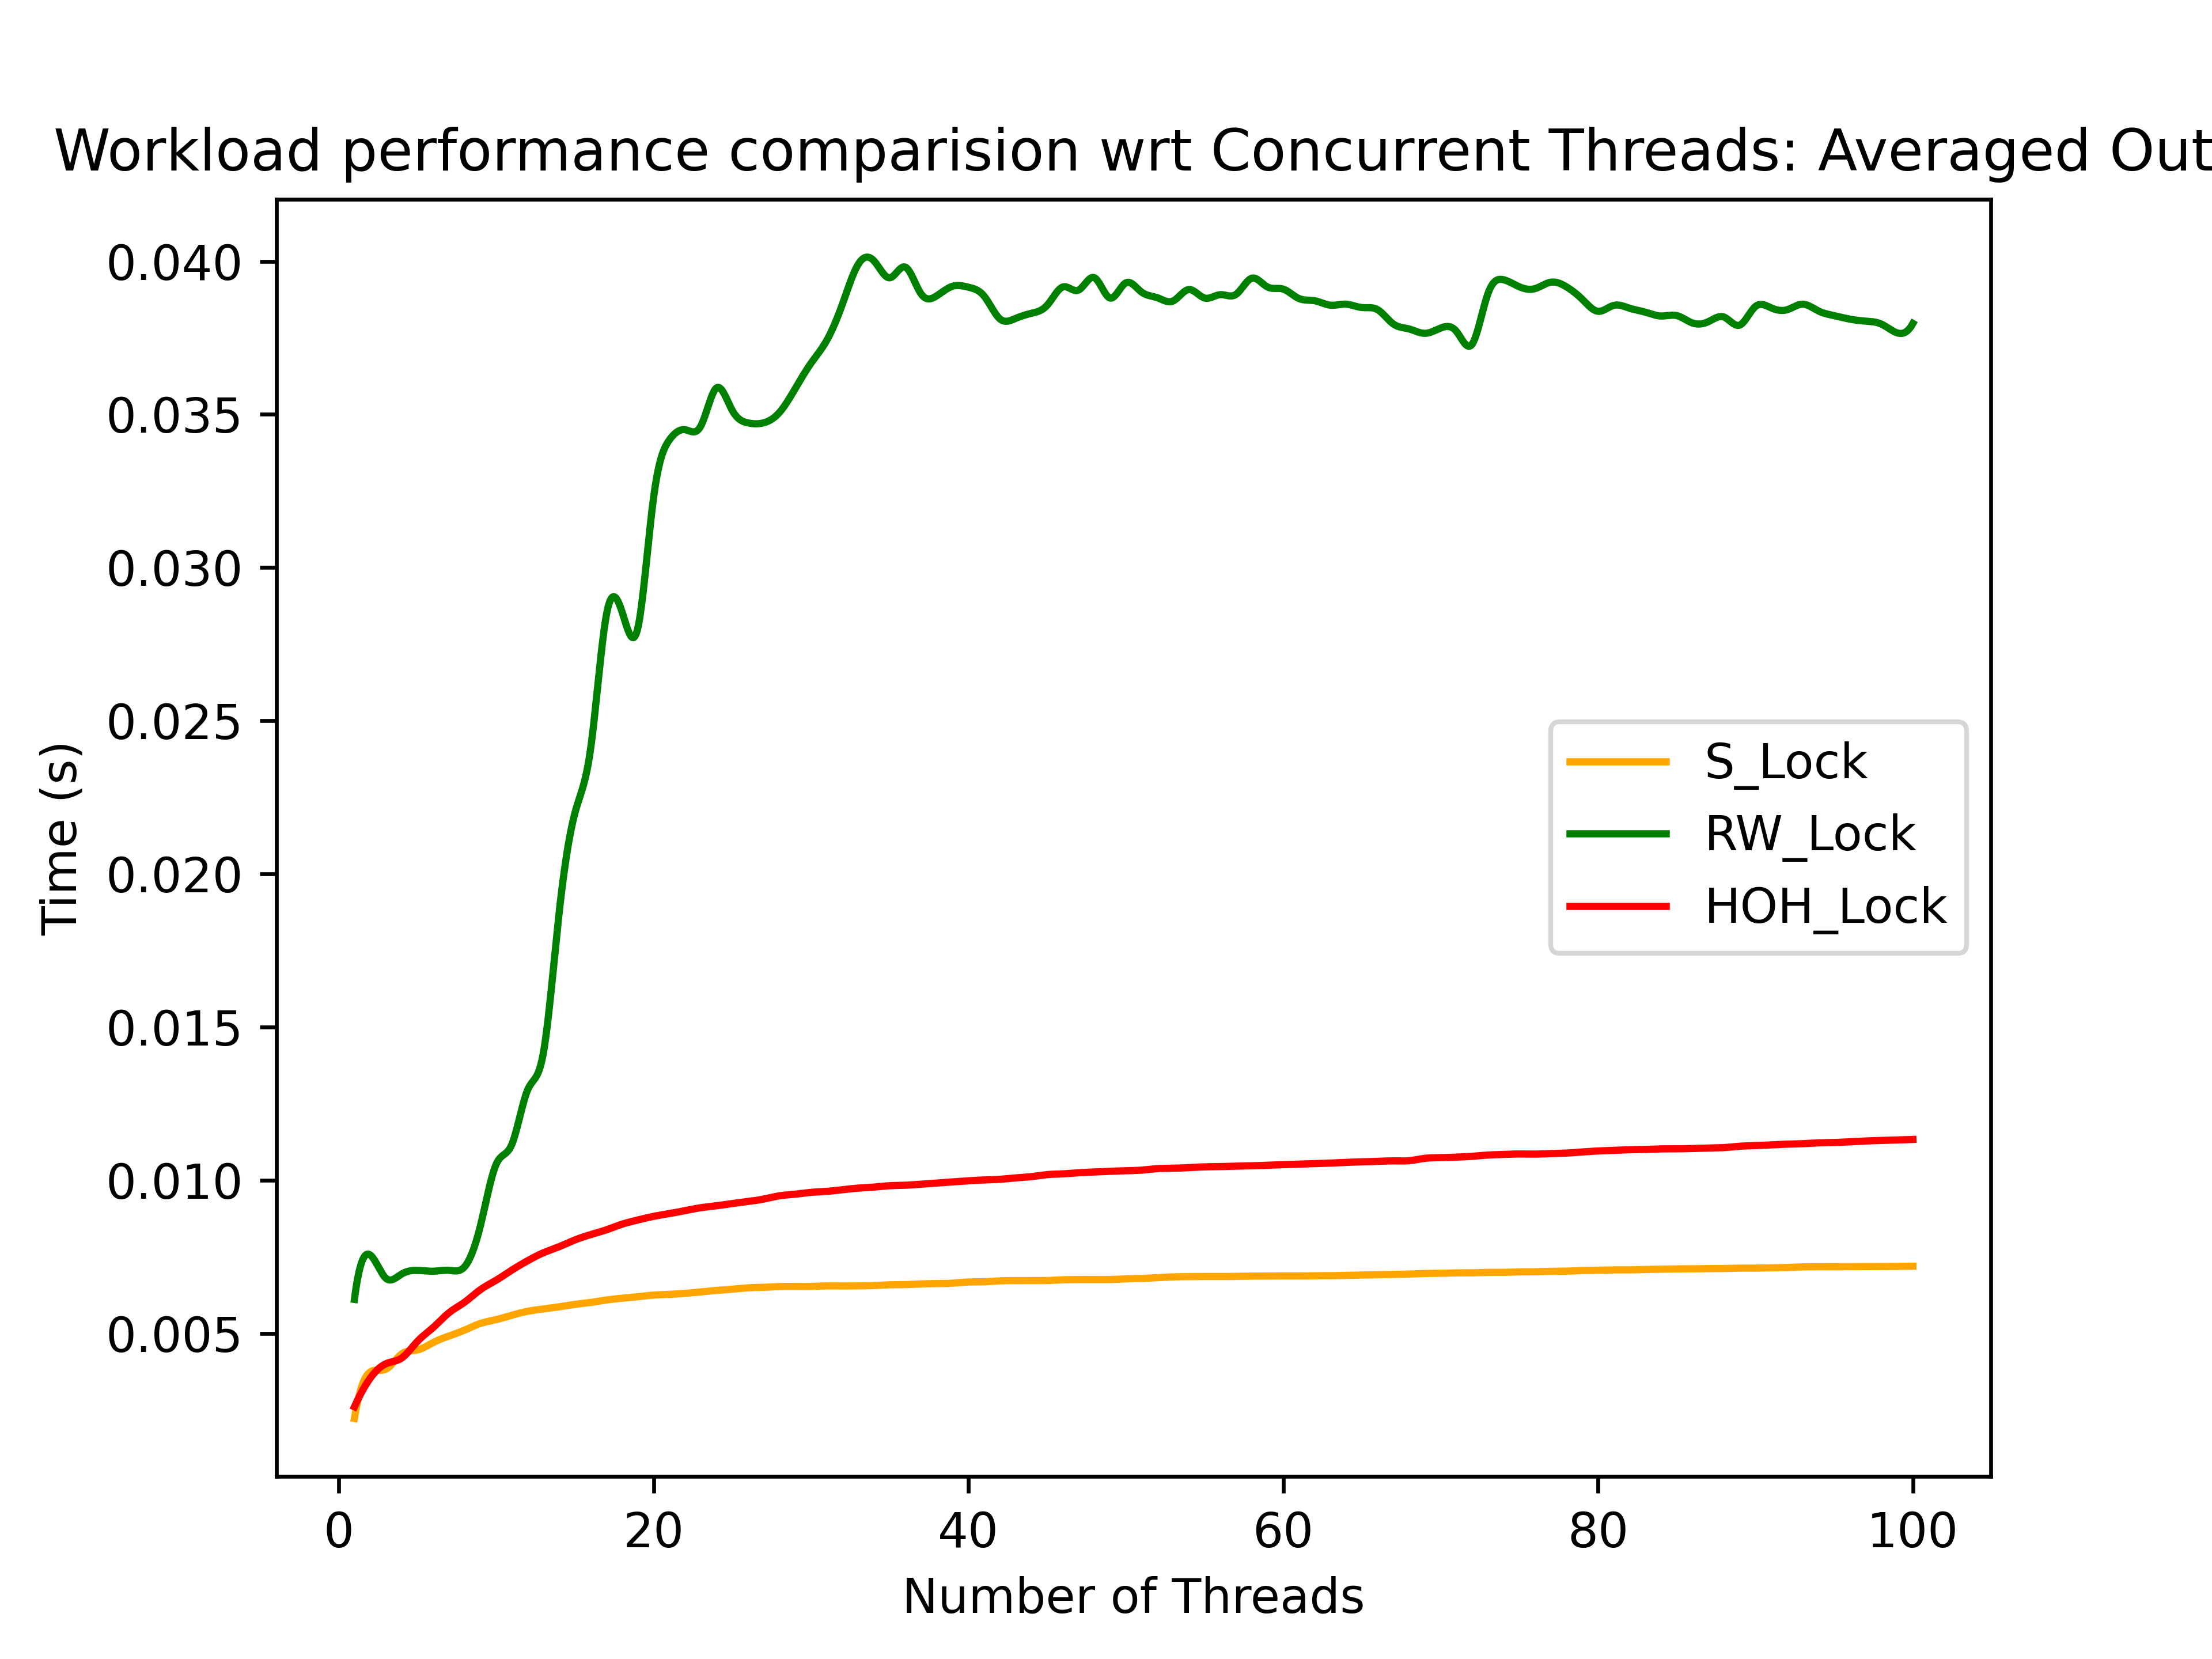 Workload performance comparision wrt Concurrent Threads: Averaged Out
0.040
0.035
0.030
0.025
0.020
0.015
0.010
0.005
Time (s)
S_Lock
RW_Lock
HOH_Lock
0 20 40 60 80 100
Number of Threads